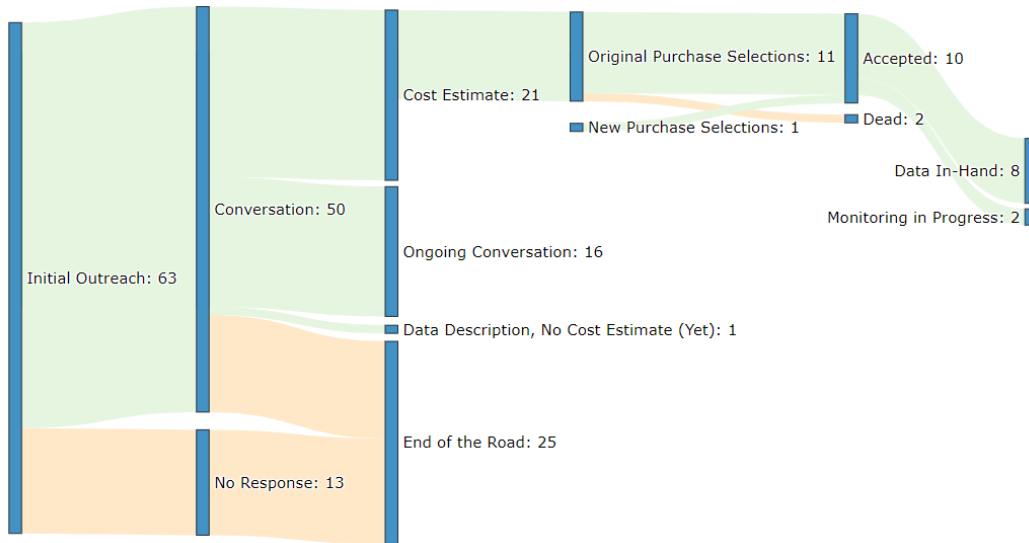 Initial Outreach: 63
Conversation: 50
No Response: 13
Cost Estimate: 21
Ongoing Conversation: 16
Data Description, No Cost Estimate (Yet): 1
End of the Road: 25
Original Purchase Selections: 11
New Purchase Selections: 1
Accepted: 10
Dead: 2
Data In-Hand: 8
Monitoring in Progress: 2